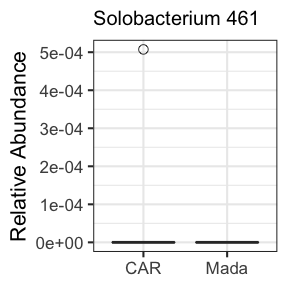 Solobacterium 461
Relative Abundance
5e-04
4e-04
3e-04
2e-04
1e-04
0e+00
CAR Mada